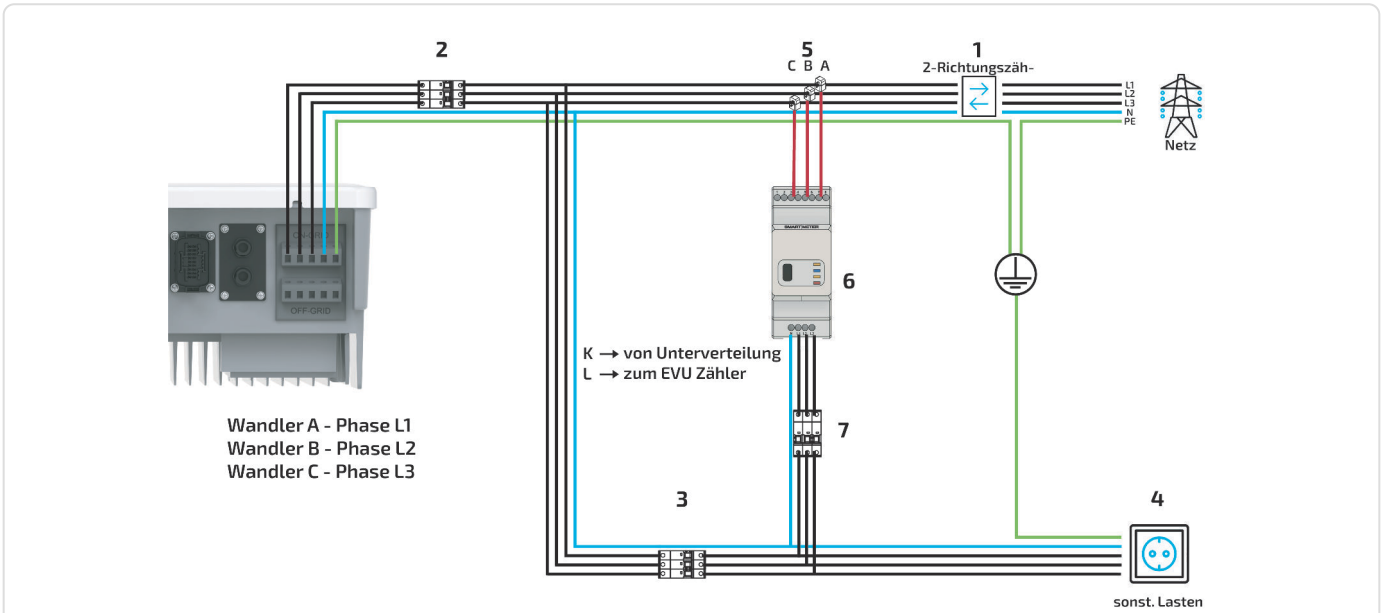 2
5
1
C B A
2-Richtungszäh-
L1
L2
L3
N
PE
Netz
ON-GRID
OFF-GRID
SMARTMETER
6
K → von Unterverteilung
L → zum EVU Zähler
Wandler A - Phase L1
Wandler B - Phase L2
Wandler C - Phase L3
7
3
4
sonst. Lasten